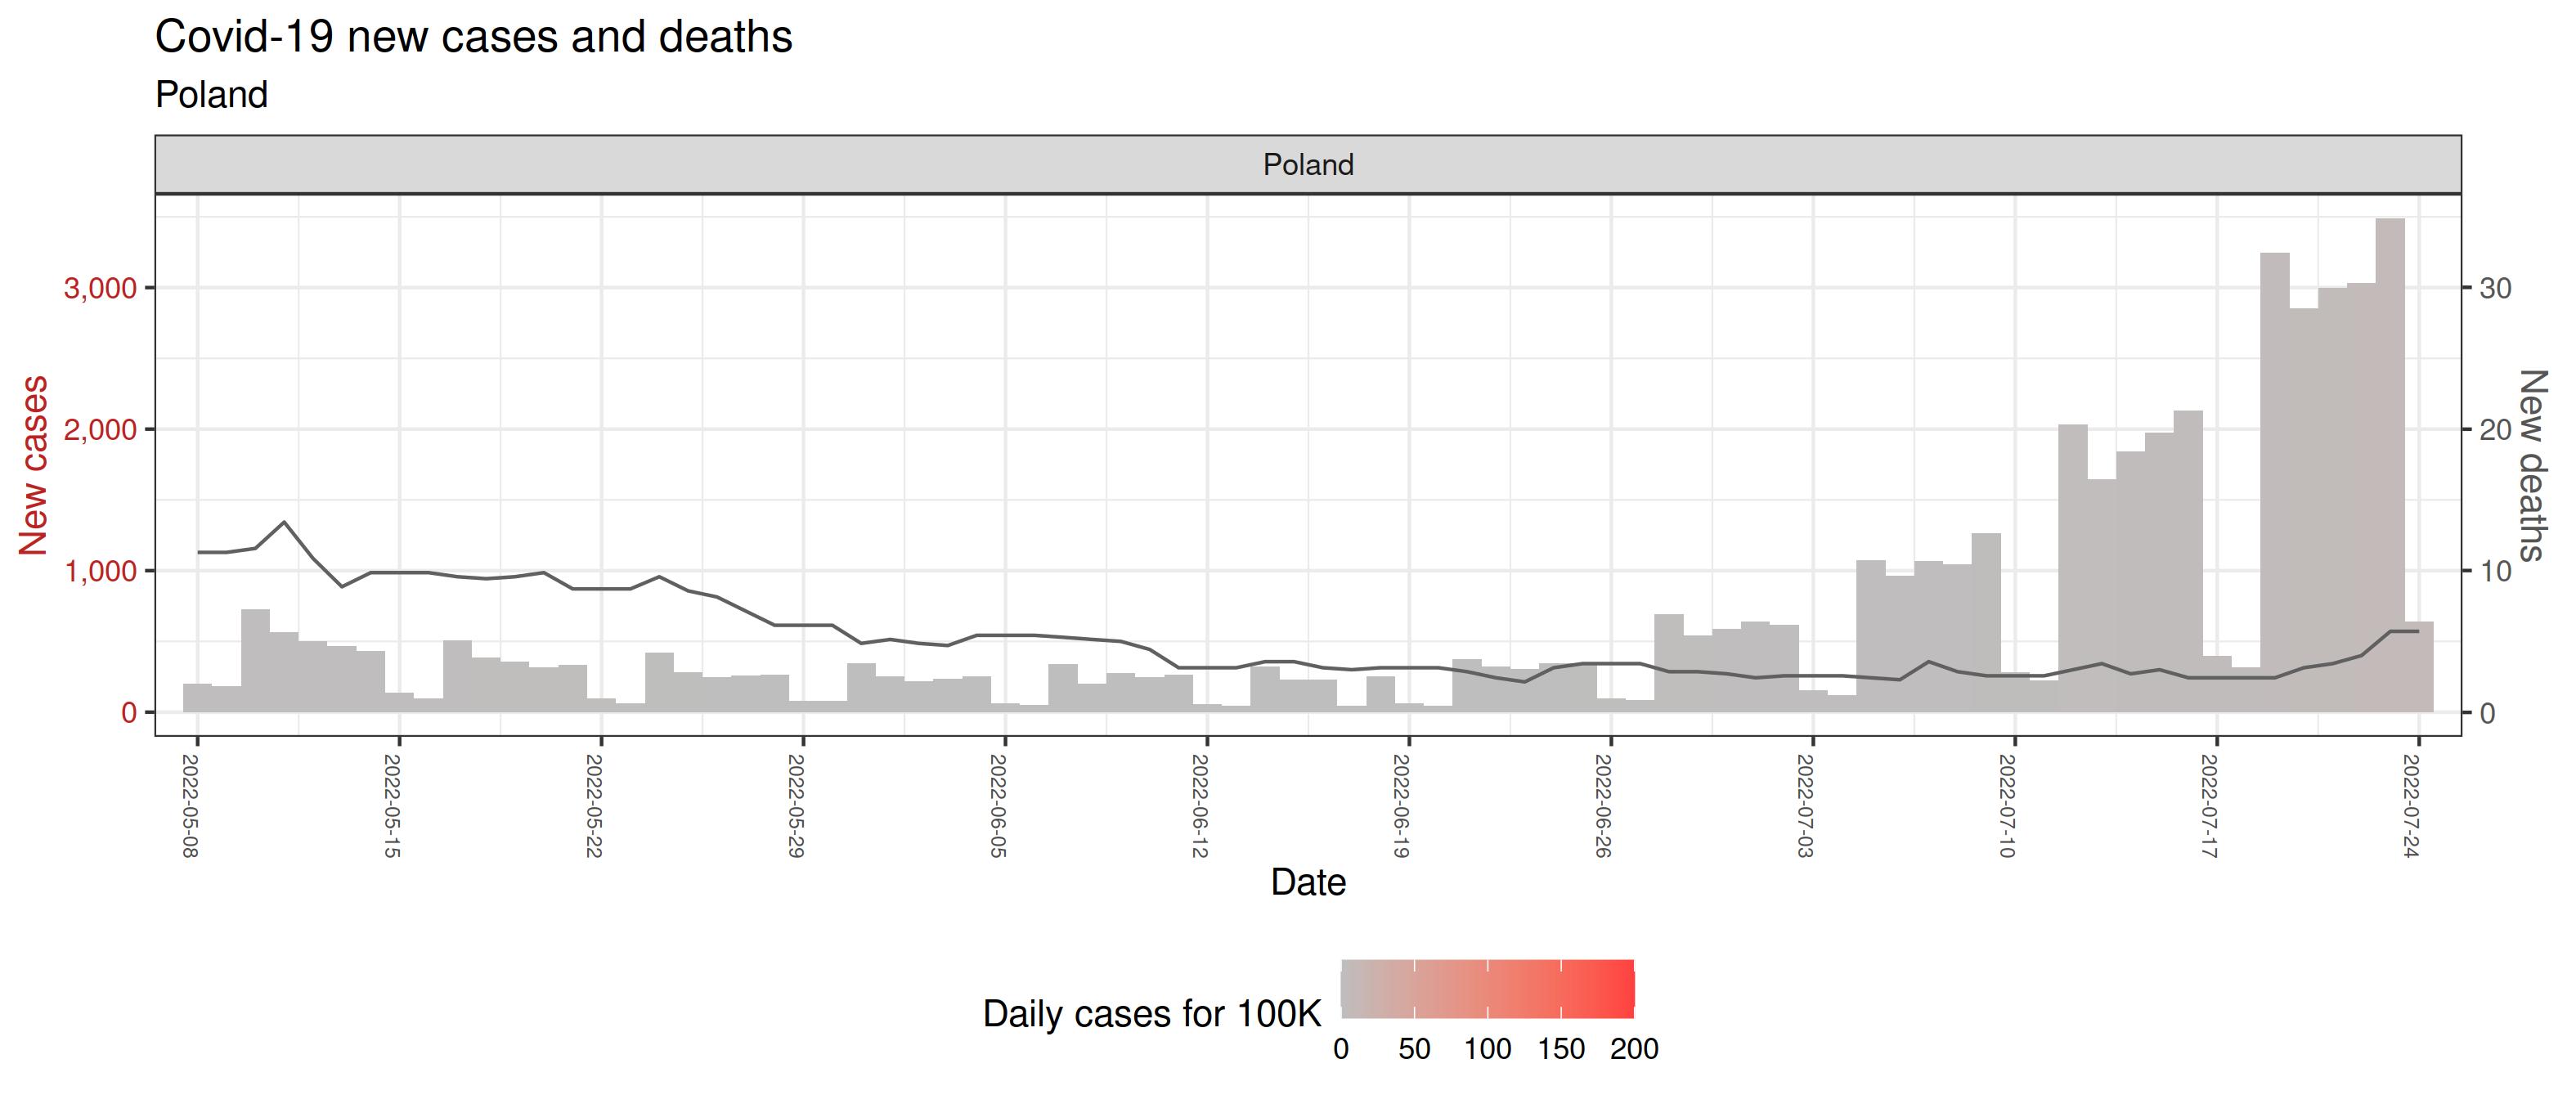 Covid-19 new cases and deaths
Poland
Poland
New cases
3,000
2,000
1,000
0
30
20
10
0
New deaths
2022-05-08
2022-05-15
2022-05-22
2022-05-29
2022-06-05
2022-06-12
2022-06-19
2022-06-26
2022-07-03
2022-07-10
2022-07-17
2022-07-24
Date
Daily cases for 100K
0 50 100 150 200